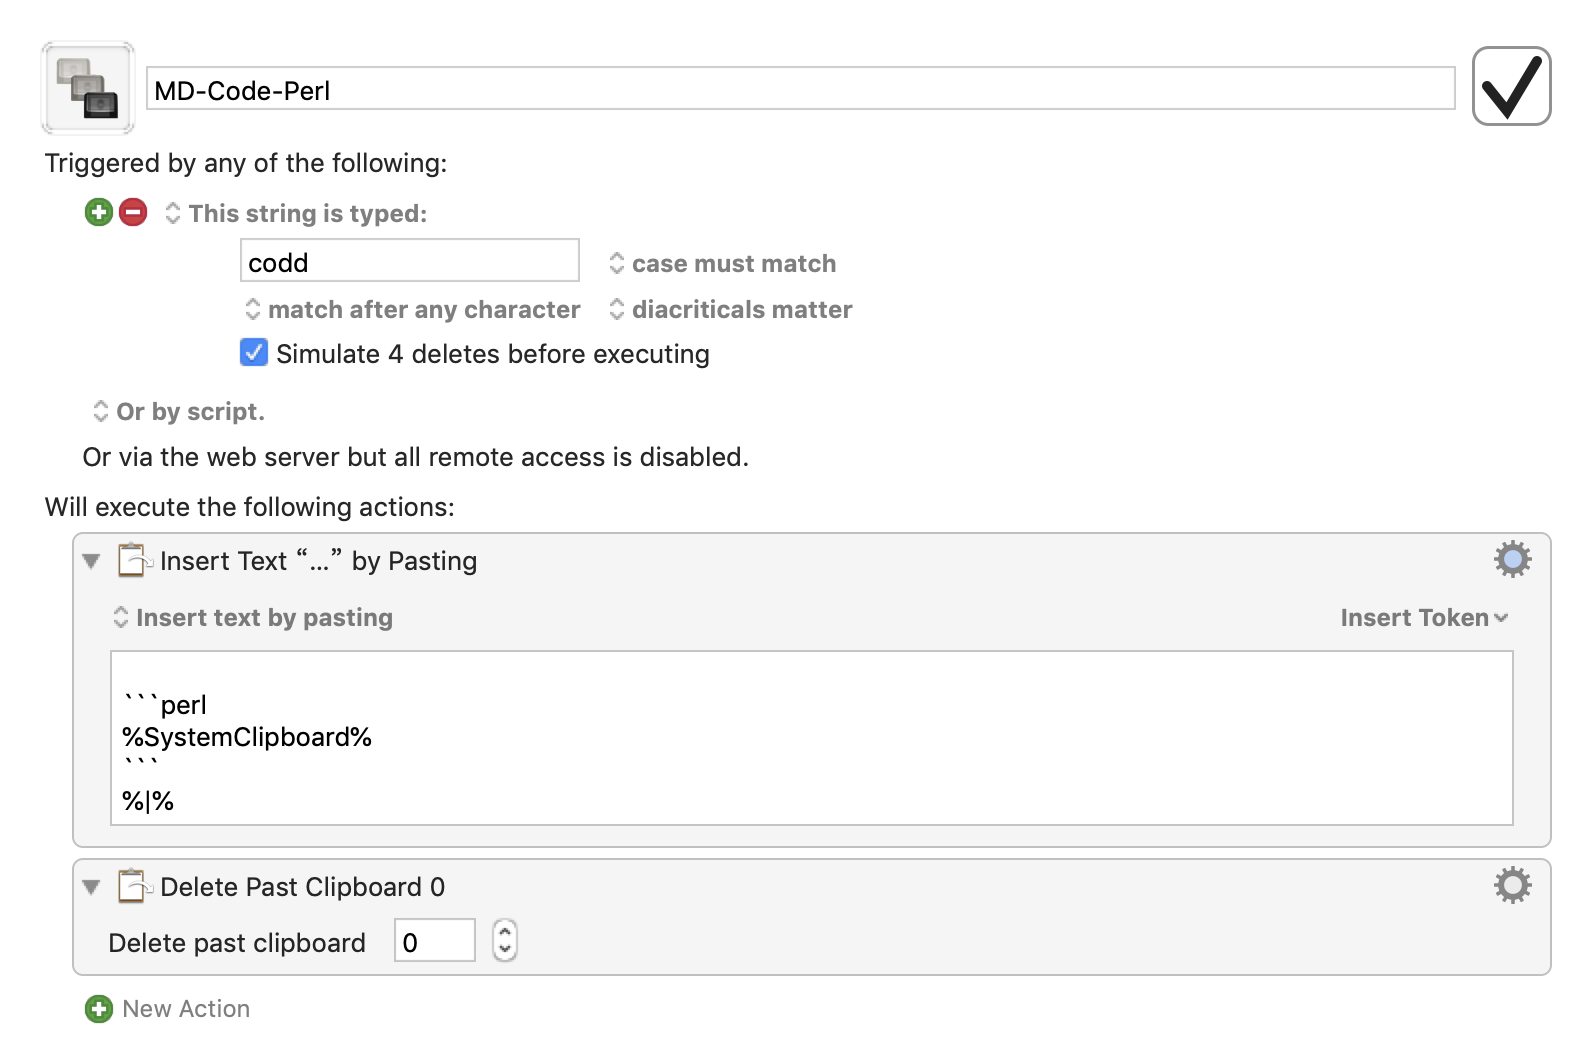 MD-Code-Perl
Triggered by any of the following:
This string is typed:
codd case must match
match after any character diacriticals matter
Simulate 4 deletes before executing
Or by script.
Or via the web server but all remote access is disabled.
Will execute the following actions:
Insert Text “...” by Pasting
Insert text by pasting Insert Token
```perl
%SystemClipboard%
```
%|%
Delete Past Clipboard 0
Delete past clipboard 0
New Action